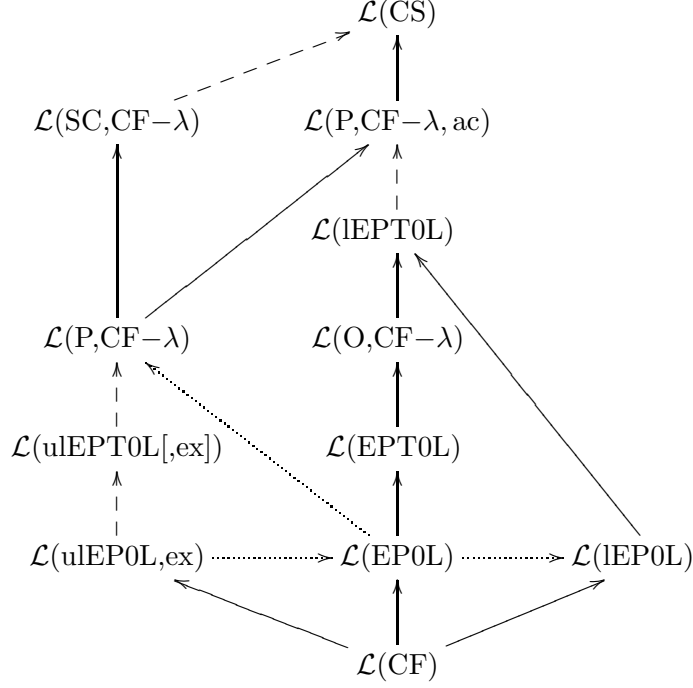 ℒ(CS)
ℒ(SC,CF−λ) ℒ(P,CF−λ, ac)
ℒ(lEPT0L)
ℒ(P,CF−λ) ℒ(O,CF−λ)
ℒ(ulEPT0L[,ex]) ℒ(EPT0L)
ℒ(ulEP0L,ex) ℒ(EP0L) ℒ(lEP0L)
ℒ(CF)